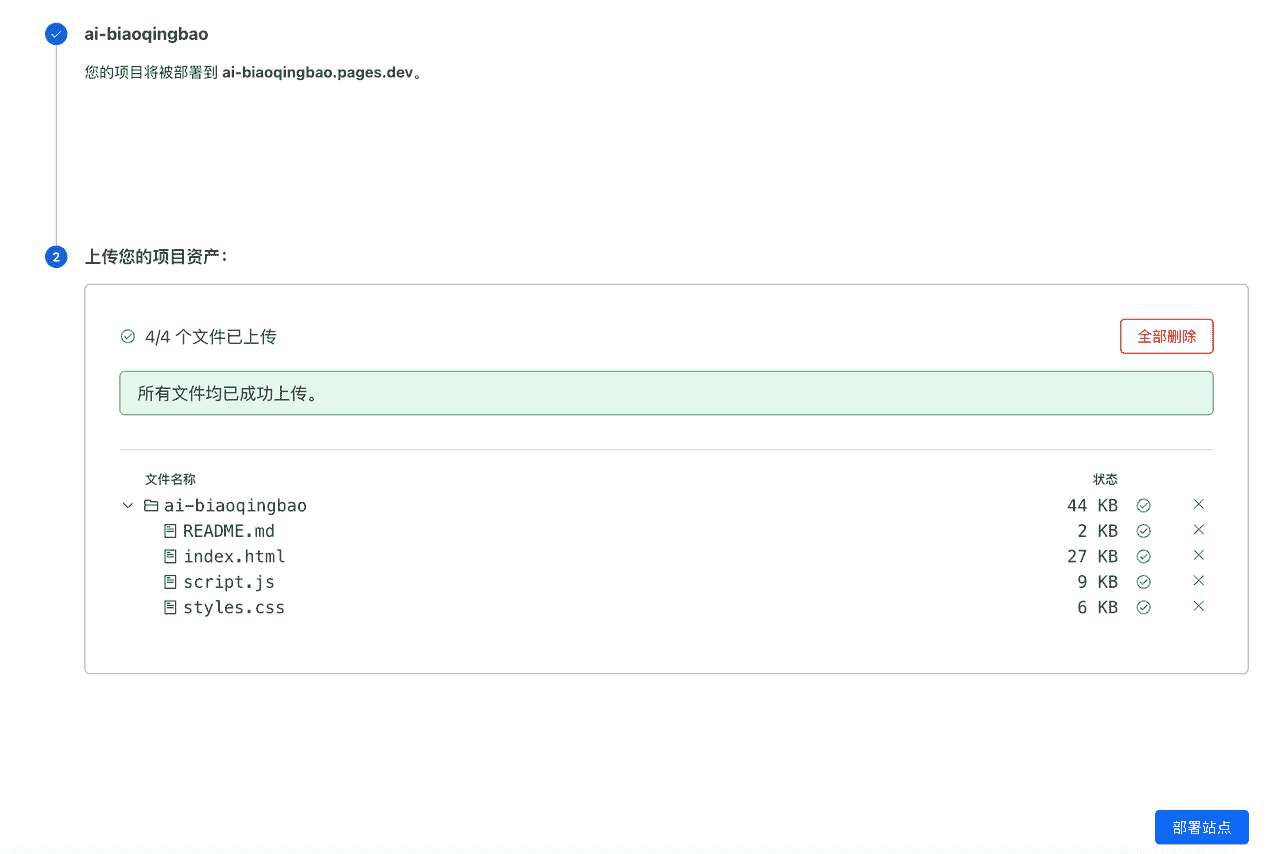 ai-biaoqingbao
您的项目将被部署到 ai-biaoqingbao.pages.dev。
2 上传您的项目资产：
4/4 个文件已上传 全部删除
所有文件均已成功上传。
文件名称 状态
ai-biaoqingbao 44 KB
README.md 2 KB
index.html 27 KB
script.js 9 KB
styles.css 6 KB
部署站点